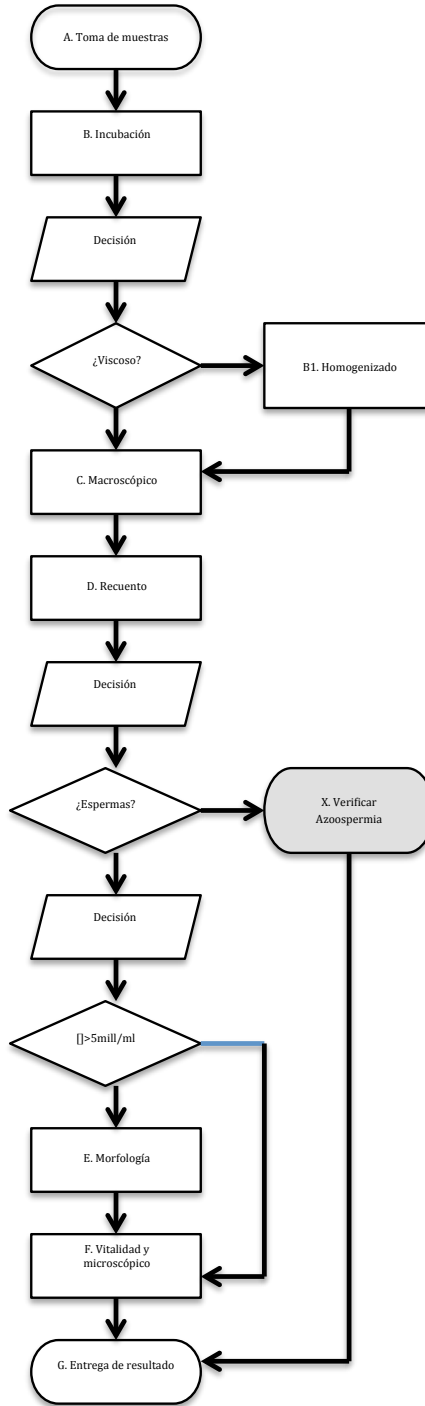 A. Toma de muestras
B. Incubación
Decisión
¿Viscoso?
B1. Homogenizado
C. Macroscópico
D. Recuento
Decisión
¿Espermas?
X. Verificar
Azoospermia
Decisión
[]>5mill/ml
E. Morfología
F. Vitalidad y
microscópico
G. Entrega de resultado